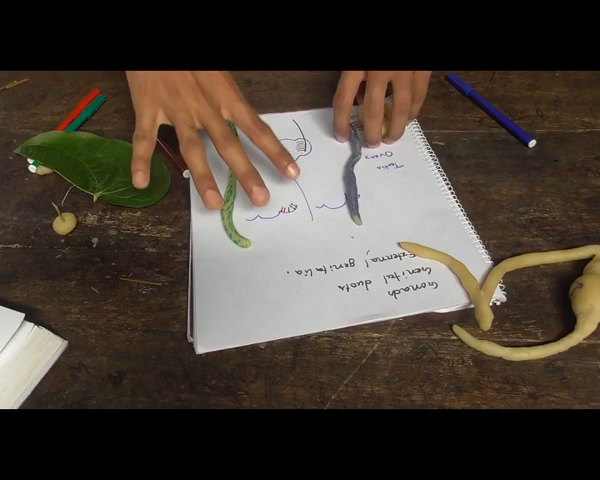 Gonads
Genital ducts
External genitalia.
Testis
Ovary